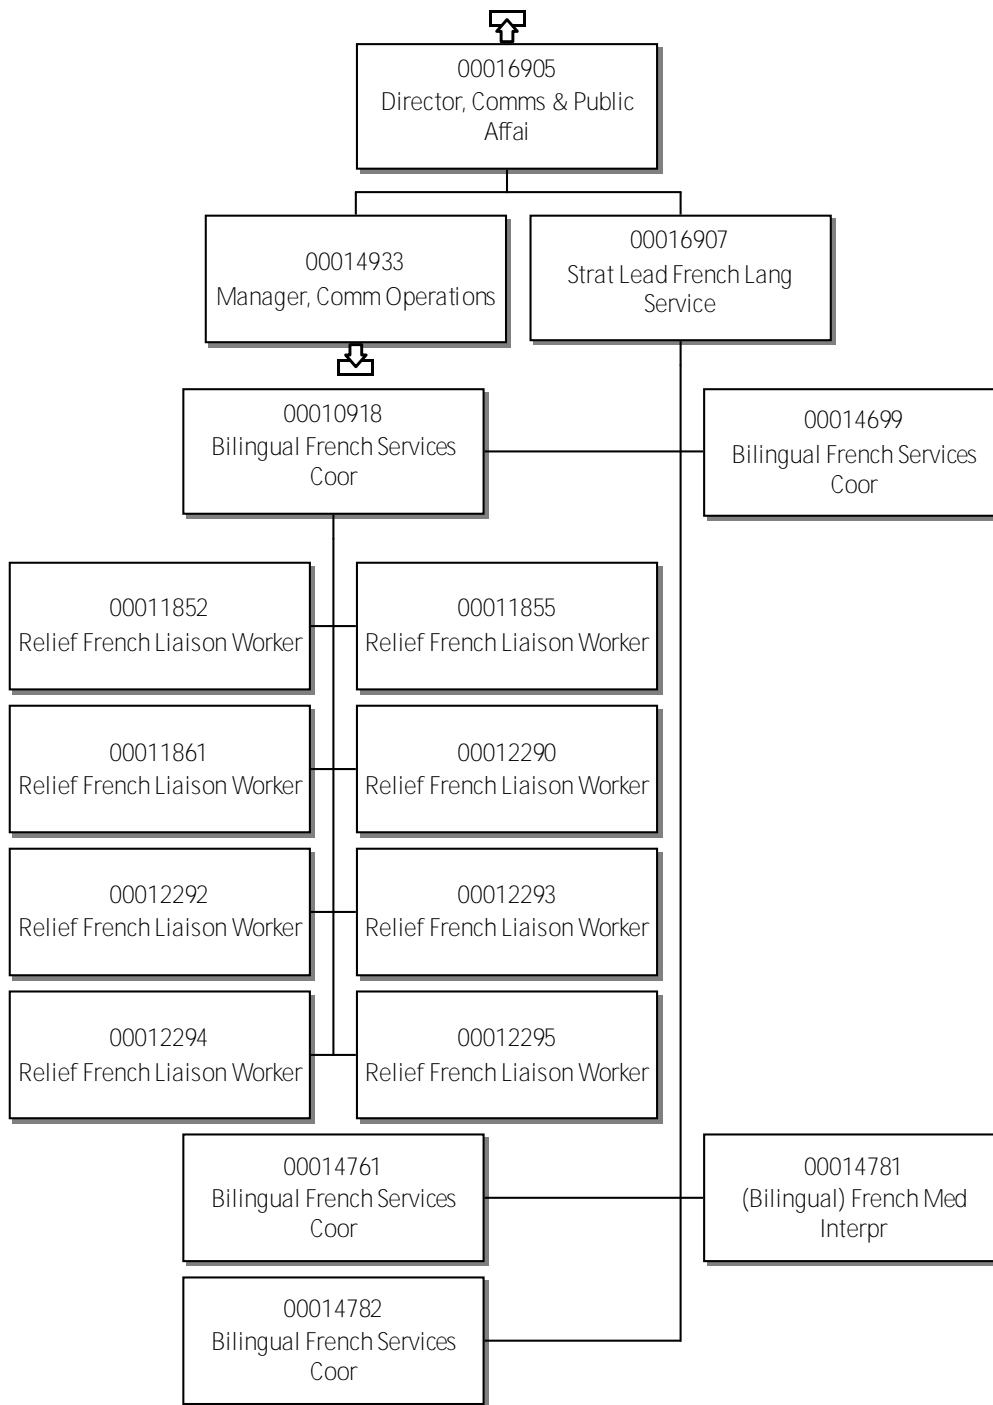 00016905
Director, Comms & Public
Affai
00014933
Manager, Comm Operations
00016907
Strat Lead French Lang
Service
00010918
Bilingual French Services
Coor
00014699
Bilingual French Services
Coor
00011852
Relief French Liaison Worker
00011855
Relief French Liaison Worker
00011861
Relief French Liaison Worker
00012290
Relief French Liaison Worker
00012292
Relief French Liaison Worker
00012293
Relief French Liaison Worker
00012294
Relief French Liaison Worker
00012295
Relief French Liaison Worker
00014761
Bilingual French Services
Coor
00014781
(Bilingual) French Med
Interpr
00014782
Bilingual French Services
Coor